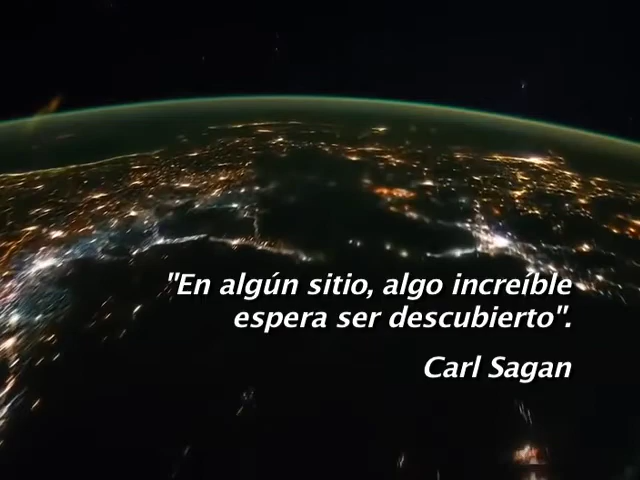 "En algún sitio, algo increíble
espera ser descubierto".
Carl Sagan